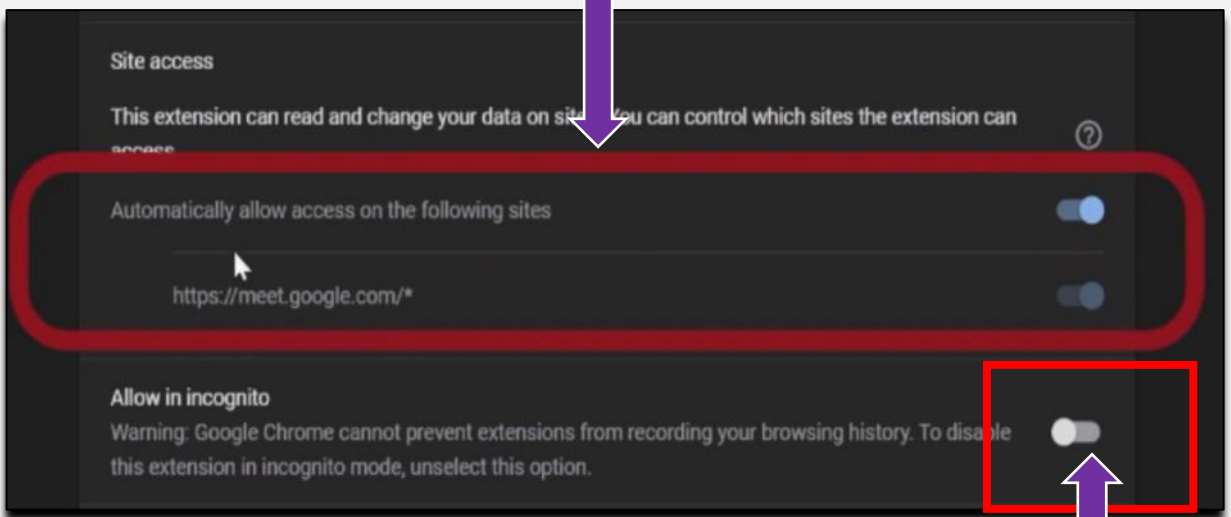 Site access
This extension can read and change your data on You can control which sites the extension can
access
Automatically allow access on the following sites
https://meet.google.com/*
Allow in incognito
Warning: Google Chrome cannot prevent extensions from recording your browsing history. To disable
this extension in incognito mode, unselect this option.